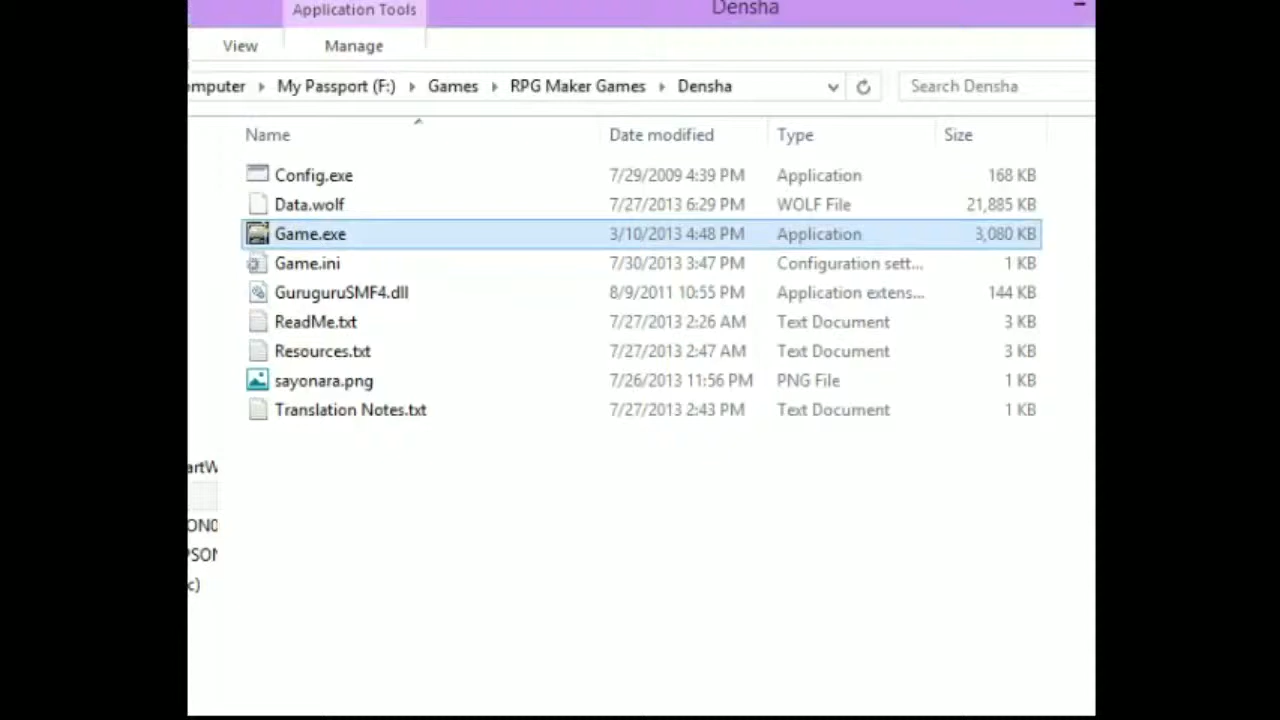 Application Tools
Densha
View
Manage
mputer
My Passport (F:)
Games
RPG Maker Games
Densha
Search Densha
Name
Date modified
Type
Size
Config.exe 7/29/2009 4:39 PM Application 168 KB
Data.wolf 7/27/2013 6:29 PM WOLF File 21,885 KB
Game.exe 3/10/2013 4:48 PM Application 3,080 KB
Game.ini 7/30/2013 3:47 PM Configuration sett... 1 KB
GuruguruSMF4.dll 8/9/2011 10:55 PM Application extens... 144 KB
ReadMe.txt 7/27/2013 2:26 AM Text Document 3 KB
Resources.txt 7/27/2013 2:47 AM Text Document 3 KB
sayonara.png 7/26/2013 11:56 PM PNG File 1 KB
Translation Notes.txt 7/27/2013 2:43 PM Text Document 1 KB
artW
SON
c)